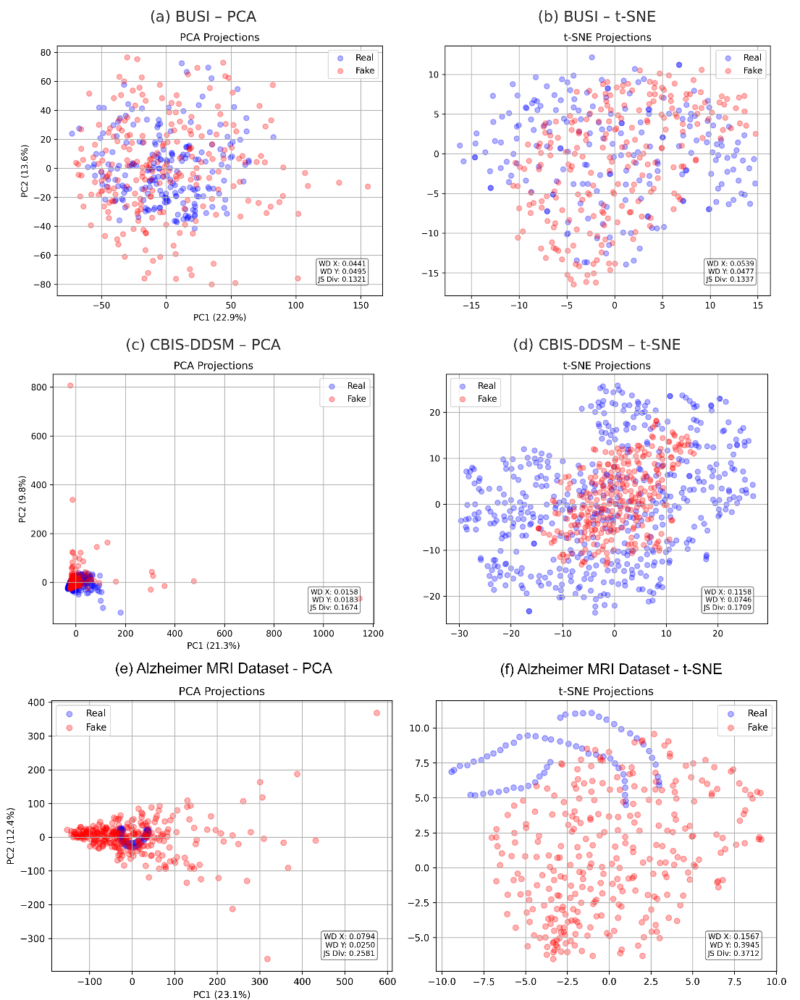 (a) BUSI – PCA
PCA Projections
Real
Fake
80
60
40
20
0
−20
−40
−60
−80
PC2 (13.6%)
WD X: 0.0441
WD Y: 0.0495
JS Div: 0.1321
−50
0
50
100
150
PC1 (22.9%)
(b) BUSI – t-SNE
t-SNE Projections
Real
Fake
10
5
0
−5
−10
−15
WD X: 0.0539
WD Y: 0.0477
JS Div: 0.1337
−15
−10
−5
0
5
10
15
(c) CBIS-DDSM – PCA
PCA Projections
Real
Fake
800
600
400
200
0
PC2 (9.8%)
WD X: 0.0158
WD Y: 0.0183
JS Div: 0.1674
0
200
400
600
800
1000
1200
PC1 (21.3%)
(d) CBIS-DDSM – t-SNE
t-SNE Projections
Real
Fake
20
10
0
−10
−20
WD X: 0.1158
WD Y: 0.0746
JS Div: 0.1709
−30
−20
−10
0
10
20
(e) Alzheimer MRI Dataset - PCA
PCA Projections
Real
Fake
400
300
200
100
0
−100
−200
−300
PC2 (12.4%)
WD X: 0.0794
WD Y: 0.0250
JS Div: 0.2581
−100
0
100
200
300
400
500
600
PC1 (23.1%)
(f) Alzheimer MRI Dataset - t-SNE
t-SNE Projections
Real
Fake
10.0
7.5
5.0
2.5
0.0
−2.5
−5.0
WD X: 0.1567
WD Y: 0.3945
JS Div: 0.3712
−10.0
−7.5
−5.0
−2.5
0.0
2.5
5.0
7.5
10.0